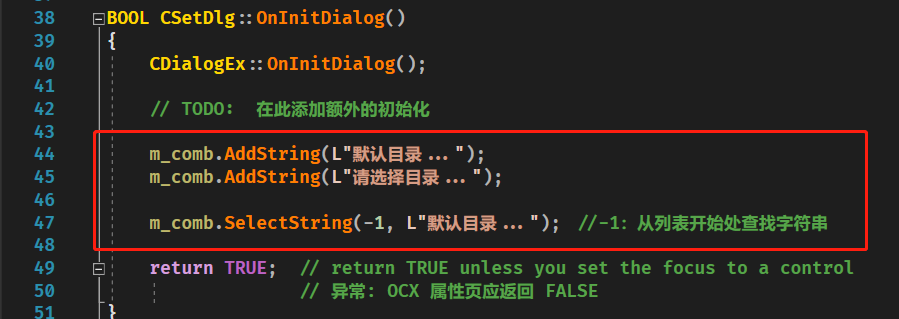 38 BOOL CSetDlg::OnInitDialog()
39 {
40 CDialogEx::OnInitDialog();
41
42 // TODO: 在此添加额外的初始化
43
44 m_comb.AddString(L"默认目录...");
45 m_comb.AddString(L"请选择目录...");
46
47 m_comb.SelectString(-1, L"默认目录..."); //-1: 从列表开始处查找字符串
48
49 return TRUE; // return TRUE unless you set the focus to a control
50 // 异常: OCX 属性页应返回 FALSE
51 }